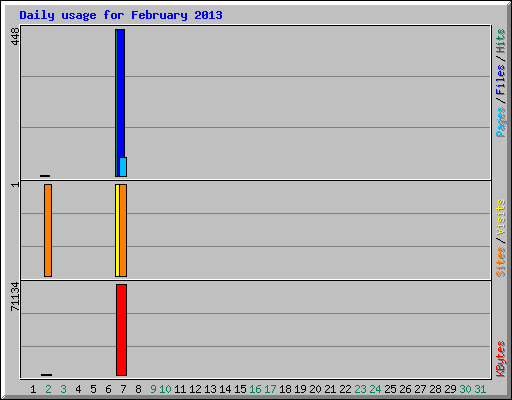 Daily usage for February 2013
448
Pages/Files/Hits
1
Sites/Visits
71134
KBytes
1 2 3 4 5 6 7 8 9 10 11 12 13 14 15 16 17 18 19 20 21 22 23 24 25 26 27 28 29 30 31